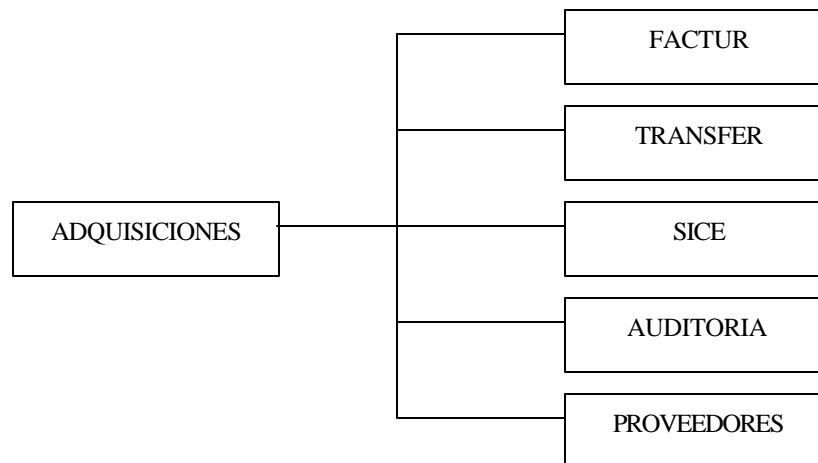 FACTUR
TRANSFER
ADQUISICIONES
SICE
AUDITORIA
PROVEEDORES